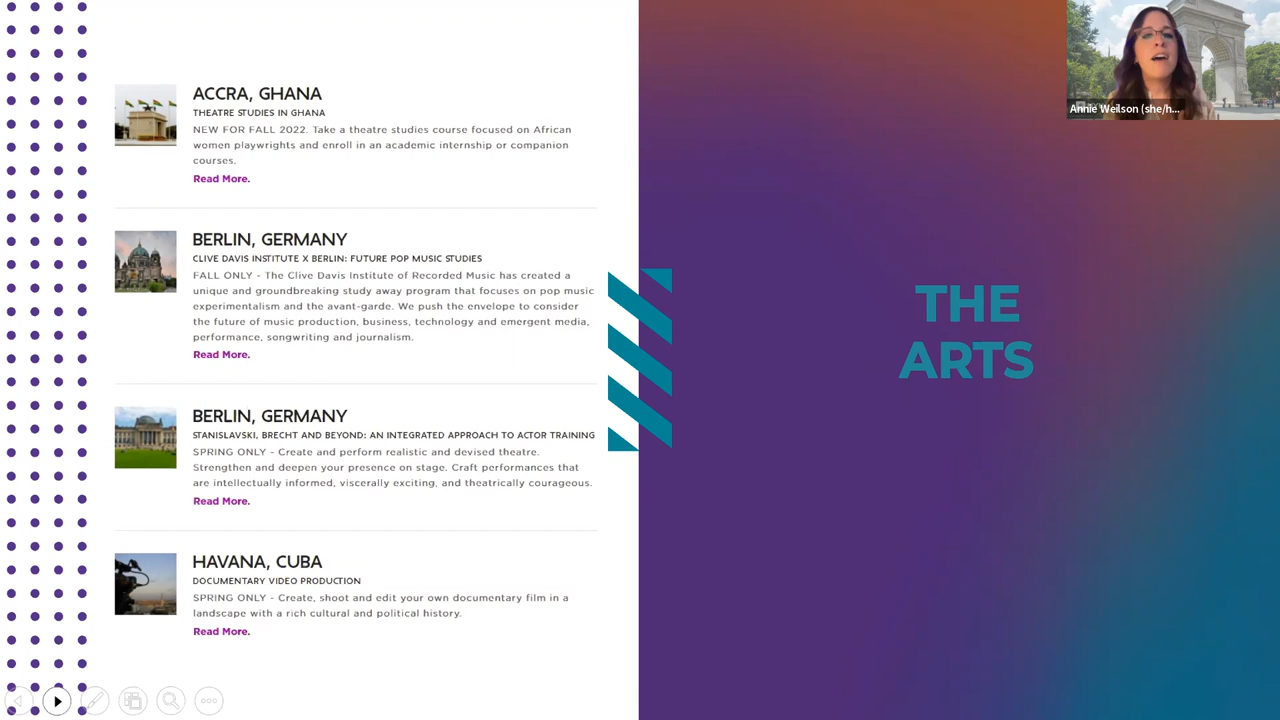 ACCRA, GHANA
THEATRE STUDIES IN GHANA
NEW FOR FALL 2022. Take a theatre studies course focused on African
women playwrights and enroll in an academic internship or companion
courses.
Read More.
BERLIN, GERMANY
CLIVE DAVIS INSTITUTE X BERLIN: FUTURE POP MUSIC STUDIES
FALL ONLY - The Clive Davis Institute of Recorded Music has created a
unique and groundbreaking study away program that focuses on pop music
experimentalism and the avant-garde. We push the envelope to consider
the future of music production, business, technology and emergent media,
performance, songwriting and journalism.
Read More.
BERLIN, GERMANY
STANISLAVSKI, BRECHT AND BEYOND: AN INTEGRATED APPROACH TO ACTOR TRAINING
SPRING ONLY - Create and perform realistic and devised theatre.
Strengthen and deepen your presence on stage. Craft performances that
are intellectually informed, viscerally exciting, and theatrically courageous.
Read More.
HAVANA, CUBA
DOCUMENTARY VIDEO PRODUCTION
SPRING ONLY - Create, shoot and edit your own documentary film in a
landscape with a rich cultural and political history.
Read More.
THE
ARTS
Annie Weilson (she/h...